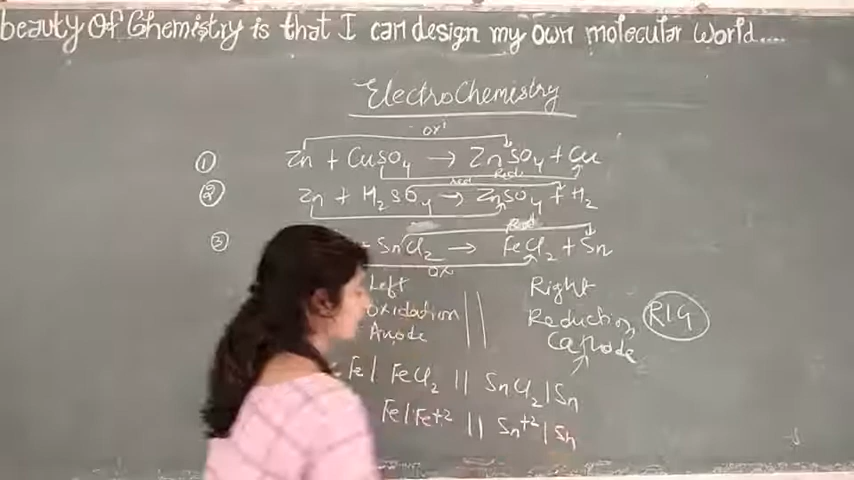 beauty Of Chemistry is that I can design my own molecular world....
ElectroChemistry
oxⁿ
① Zn + CuSO₄ → ZnSO₄ + Cu
Red
② Zn + H₂SO₄ → ZnSO₄ + H₂
Red
③ + SnCl₂ → FeCl₂ + Sn
ox
Left Right
oxidation || Reduction RIG
Anode Cathode
Fe | FeCl₂ || SnCl₂ | Sn
Fe | Fe+2 || Sn+2 | Sn